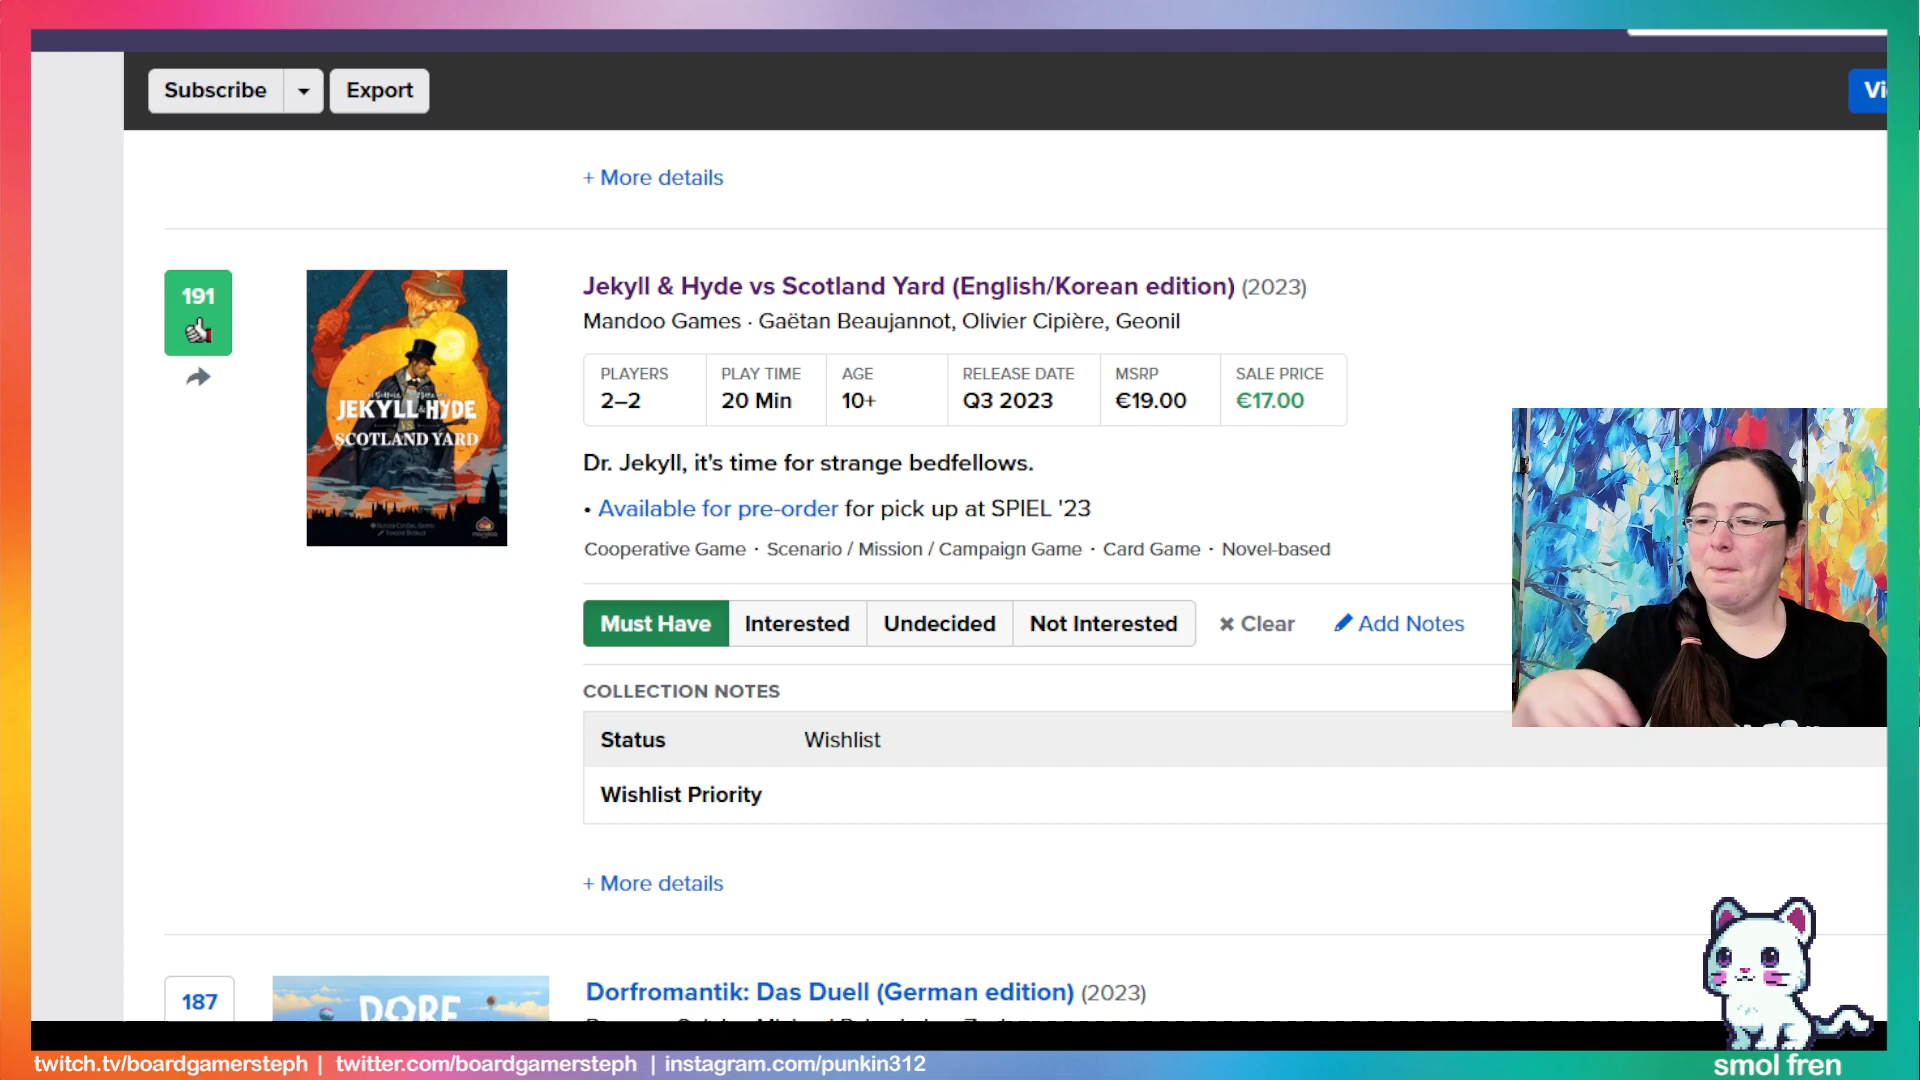 Subscribe
Export
+ More details
191
JEKYLL & HYDE
VS
SCOTLAND YARD
Jekyll & Hyde vs Scotland Yard (English/Korean edition) (2023)
Mandoo Games · Gaëtan Beaujannot, Olivier Cipière, Geonil
PLAYERS
2–2
PLAY TIME
20 Min
AGE
10+
RELEASE DATE
Q3 2023
MSRP
€19.00
SALE PRICE
€17.00
Dr. Jekyll, it's time for strange bedfellows.
• Available for pre-order for pick up at SPIEL '23
Cooperative Game · Scenario / Mission / Campaign Game · Card Game · Novel-based
Must Have
Interested
Undecided
Not Interested
Clear
Add Notes
COLLECTION NOTES
Status Wishlist
Wishlist Priority
+ More details
187
DORF
Dorfromantik: Das Duell (German edition) (2023)
twitch.tv/boardgamersteph | twitter.com/boardgamersteph | instagram.com/punkin312
smol fren